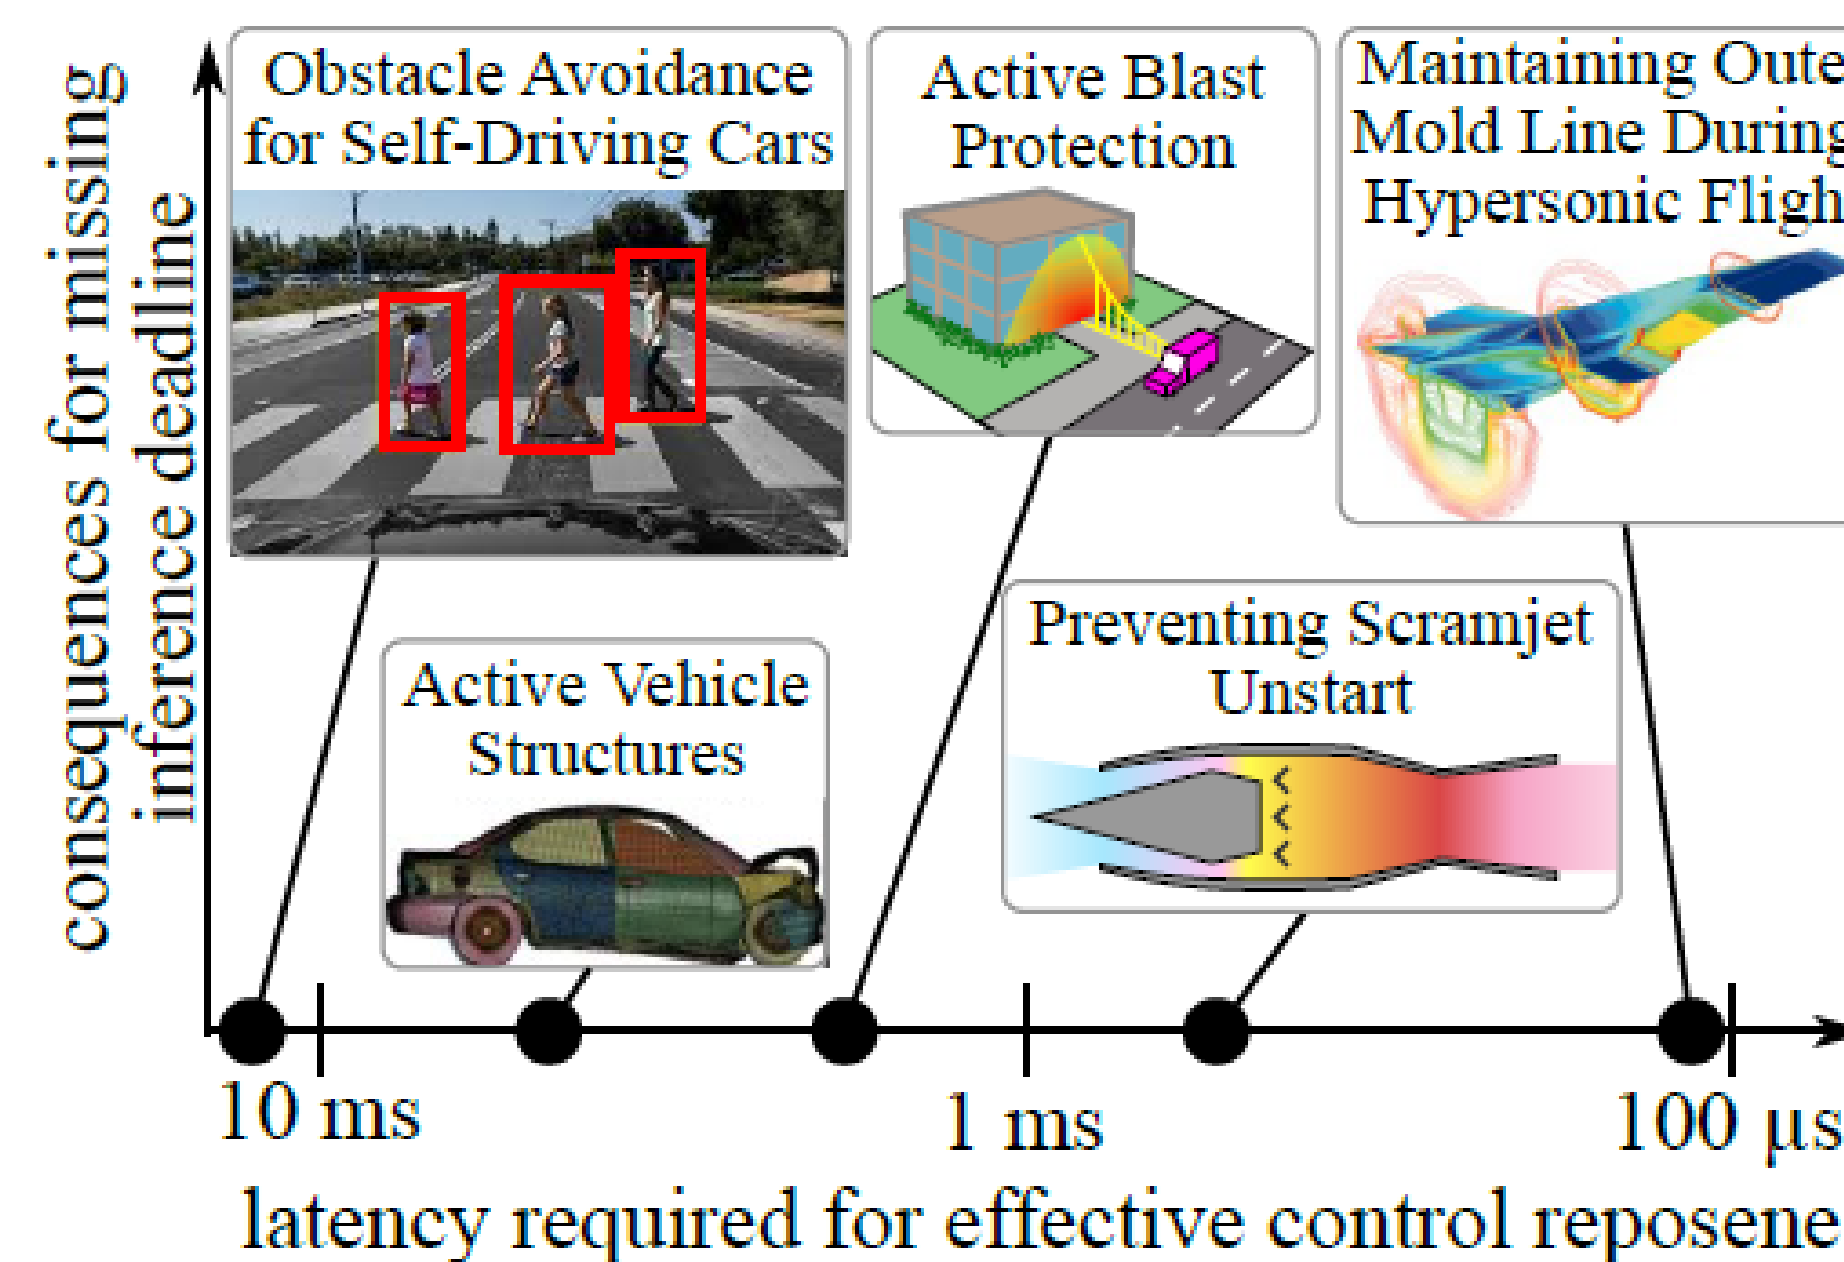 consequences for missing
inference deadline
Obstacle Avoidance
for Self-Driving Cars
Active Blast
Protection
Maintaining Oute
Mold Line During
Hypersonic Fligh
Active Vehicle
Structures
Preventing Scramjet
Unstart
10 ms
1 ms
100 μs
latency required for effective control reposene